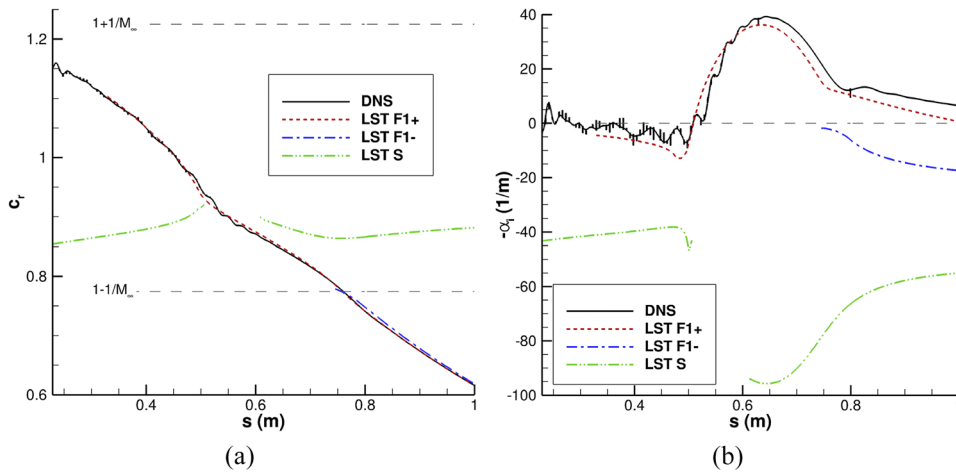 1.2
1
0.8
0.6
c_r
1+1/M∞
DNS
LST F1+
LST F1-
LST S
1-1/M∞
0.4 0.6 0.8 1
s (m)
(a)
40
20
0
-20
-40
-60
-80
-100
-α_i (1/m)
DNS
LST F1+
LST F1-
LST S
0.4 0.6 0.8
s (m)
(b)